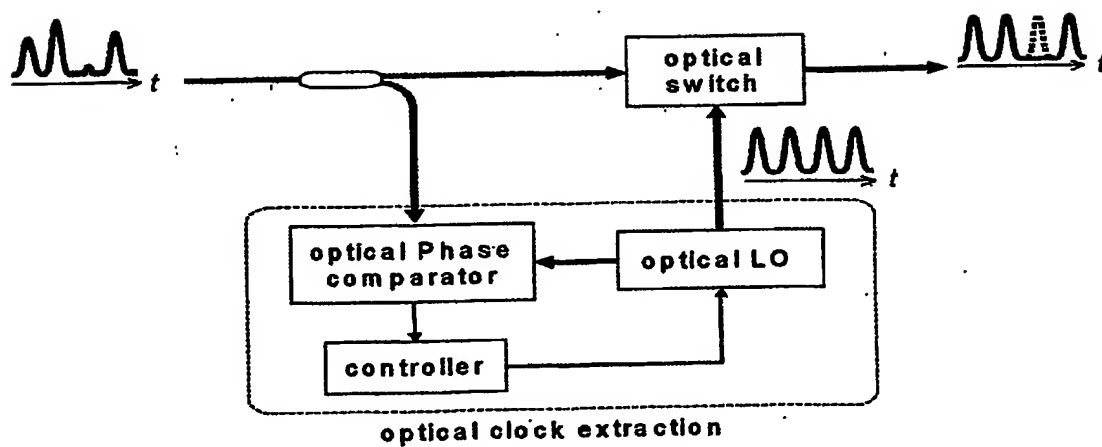 t
optical
switch
t
t
optical Phase
comparator
optical LO
controller
optical clock extraction